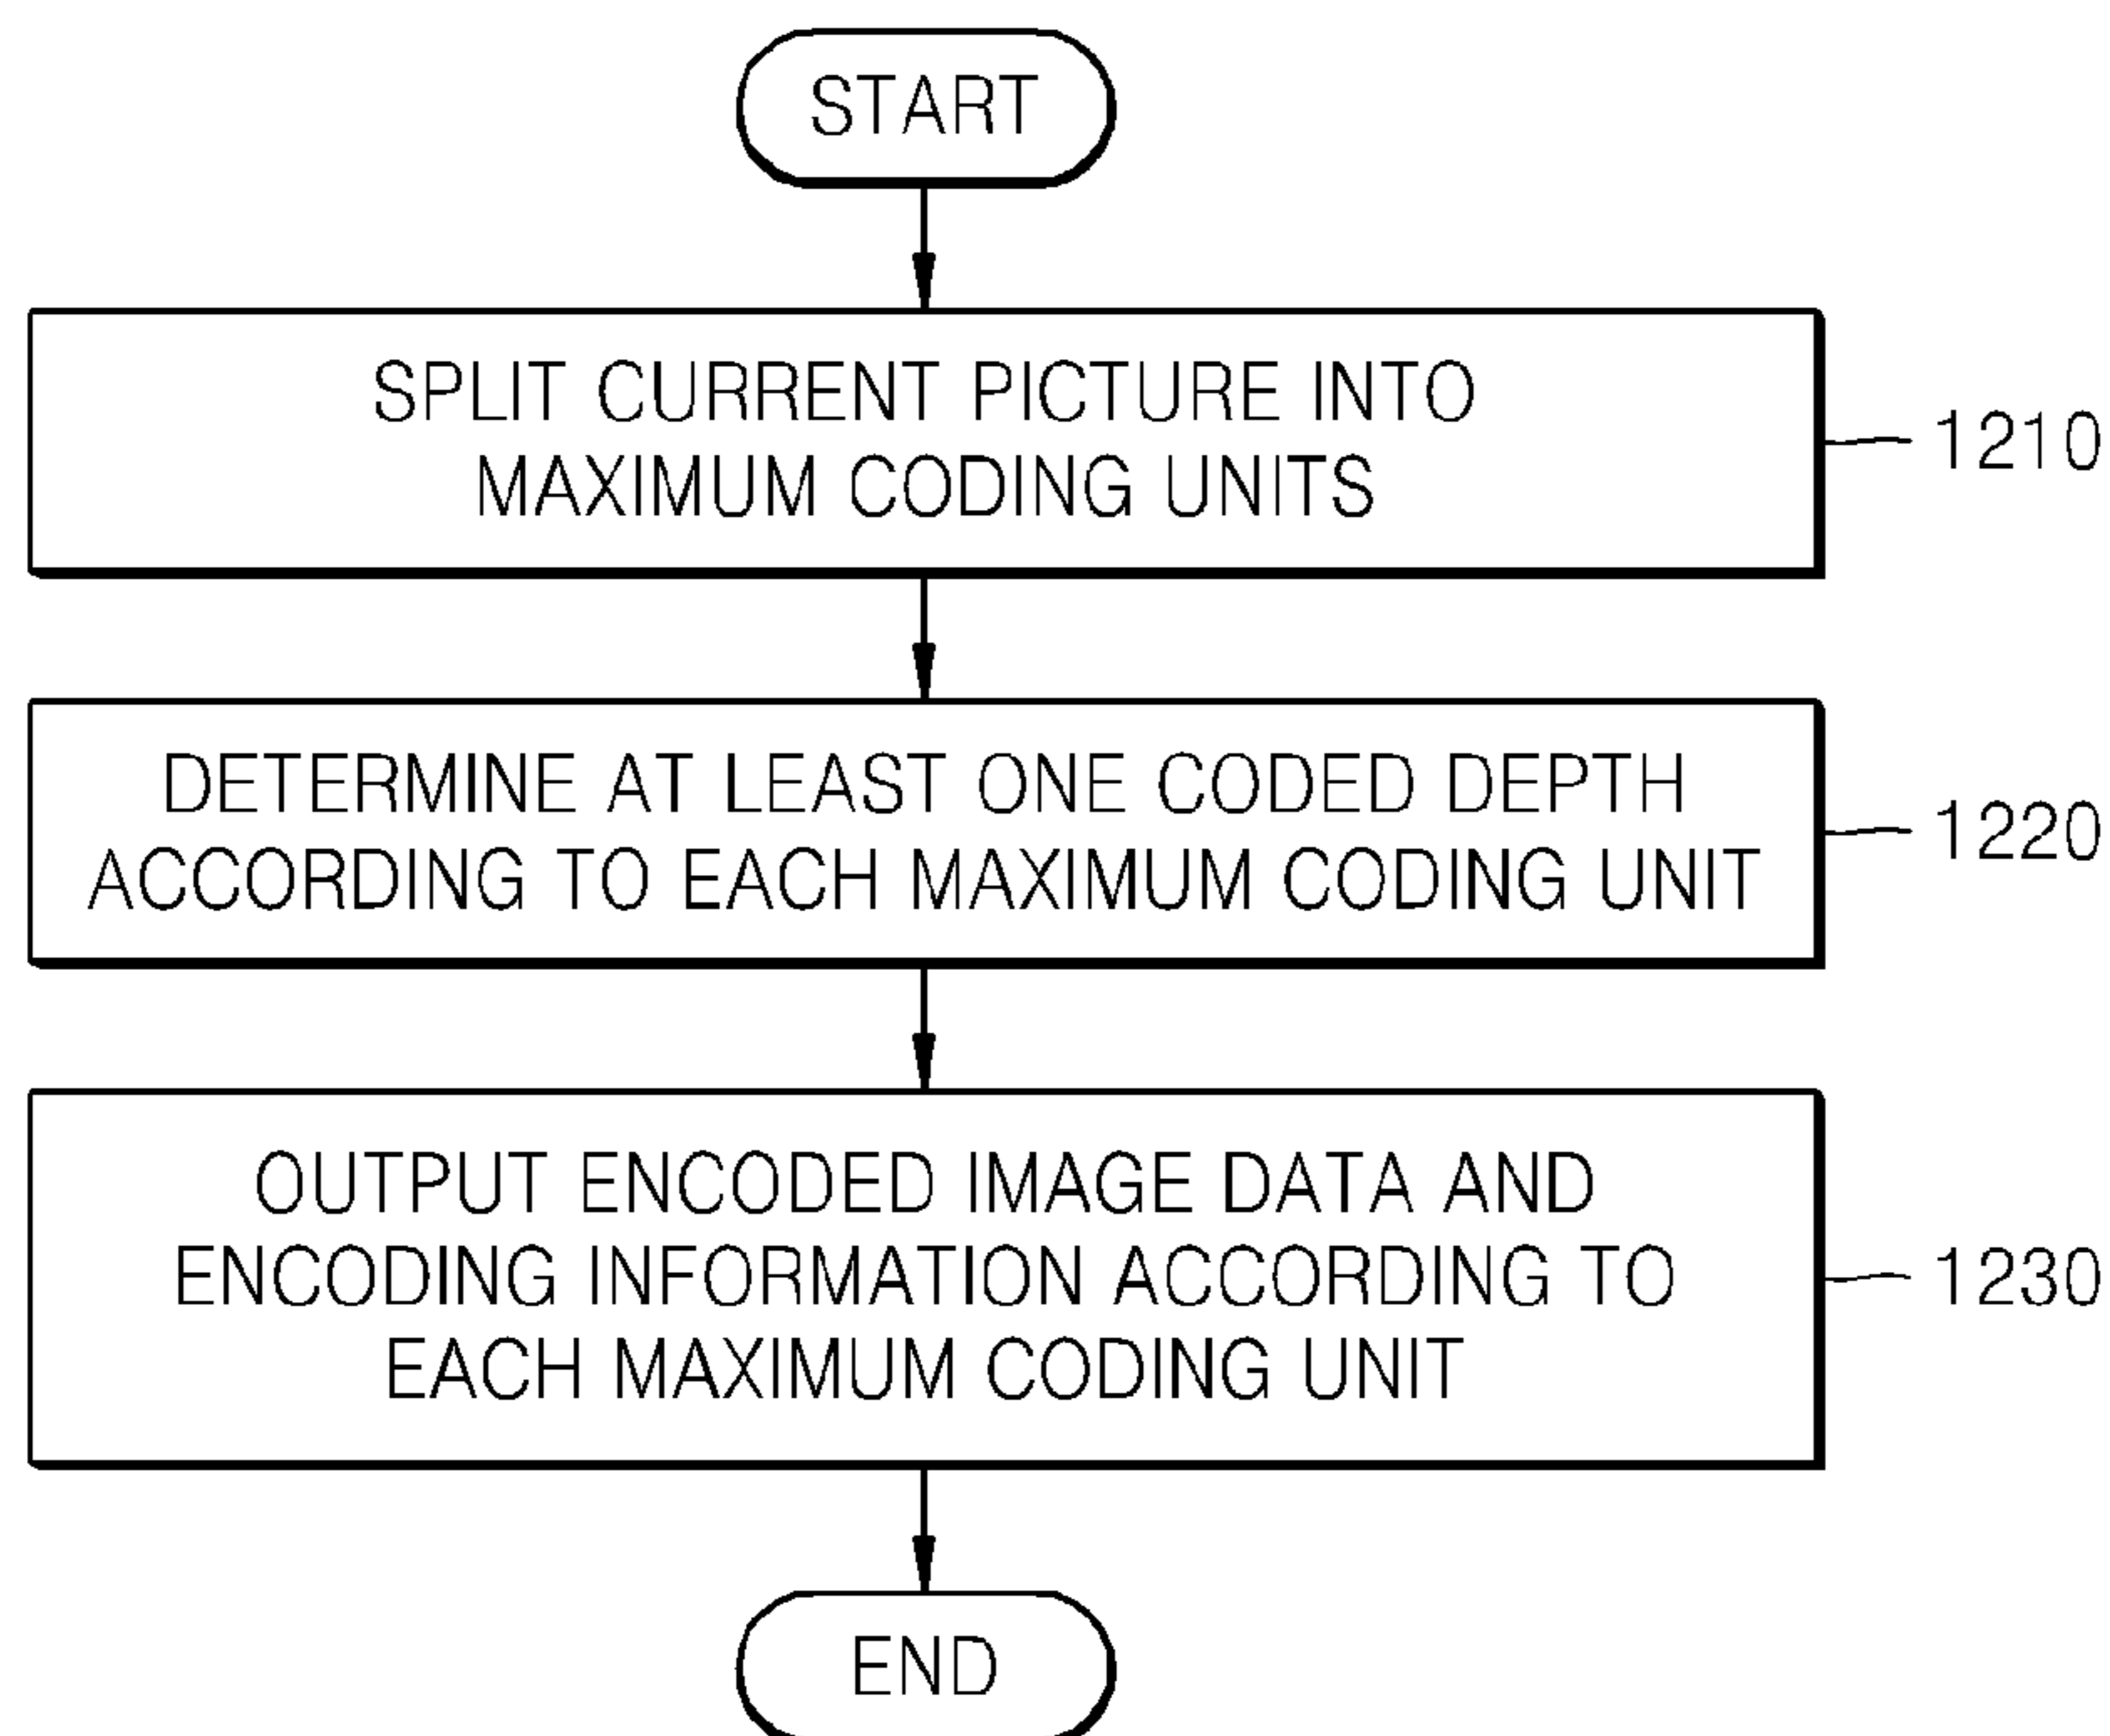 START
SPLIT CURRENT PICTURE INTO
MAXIMUM CODING UNITS
1210
DETERMINE AT LEAST ONE CODED DEPTH
ACCORDING TO EACH MAXIMUM CODING UNIT
1220
OUTPUT ENCODED IMAGE DATA AND
ENCODING INFORMATION ACCORDING TO
EACH MAXIMUM CODING UNIT
1230
END